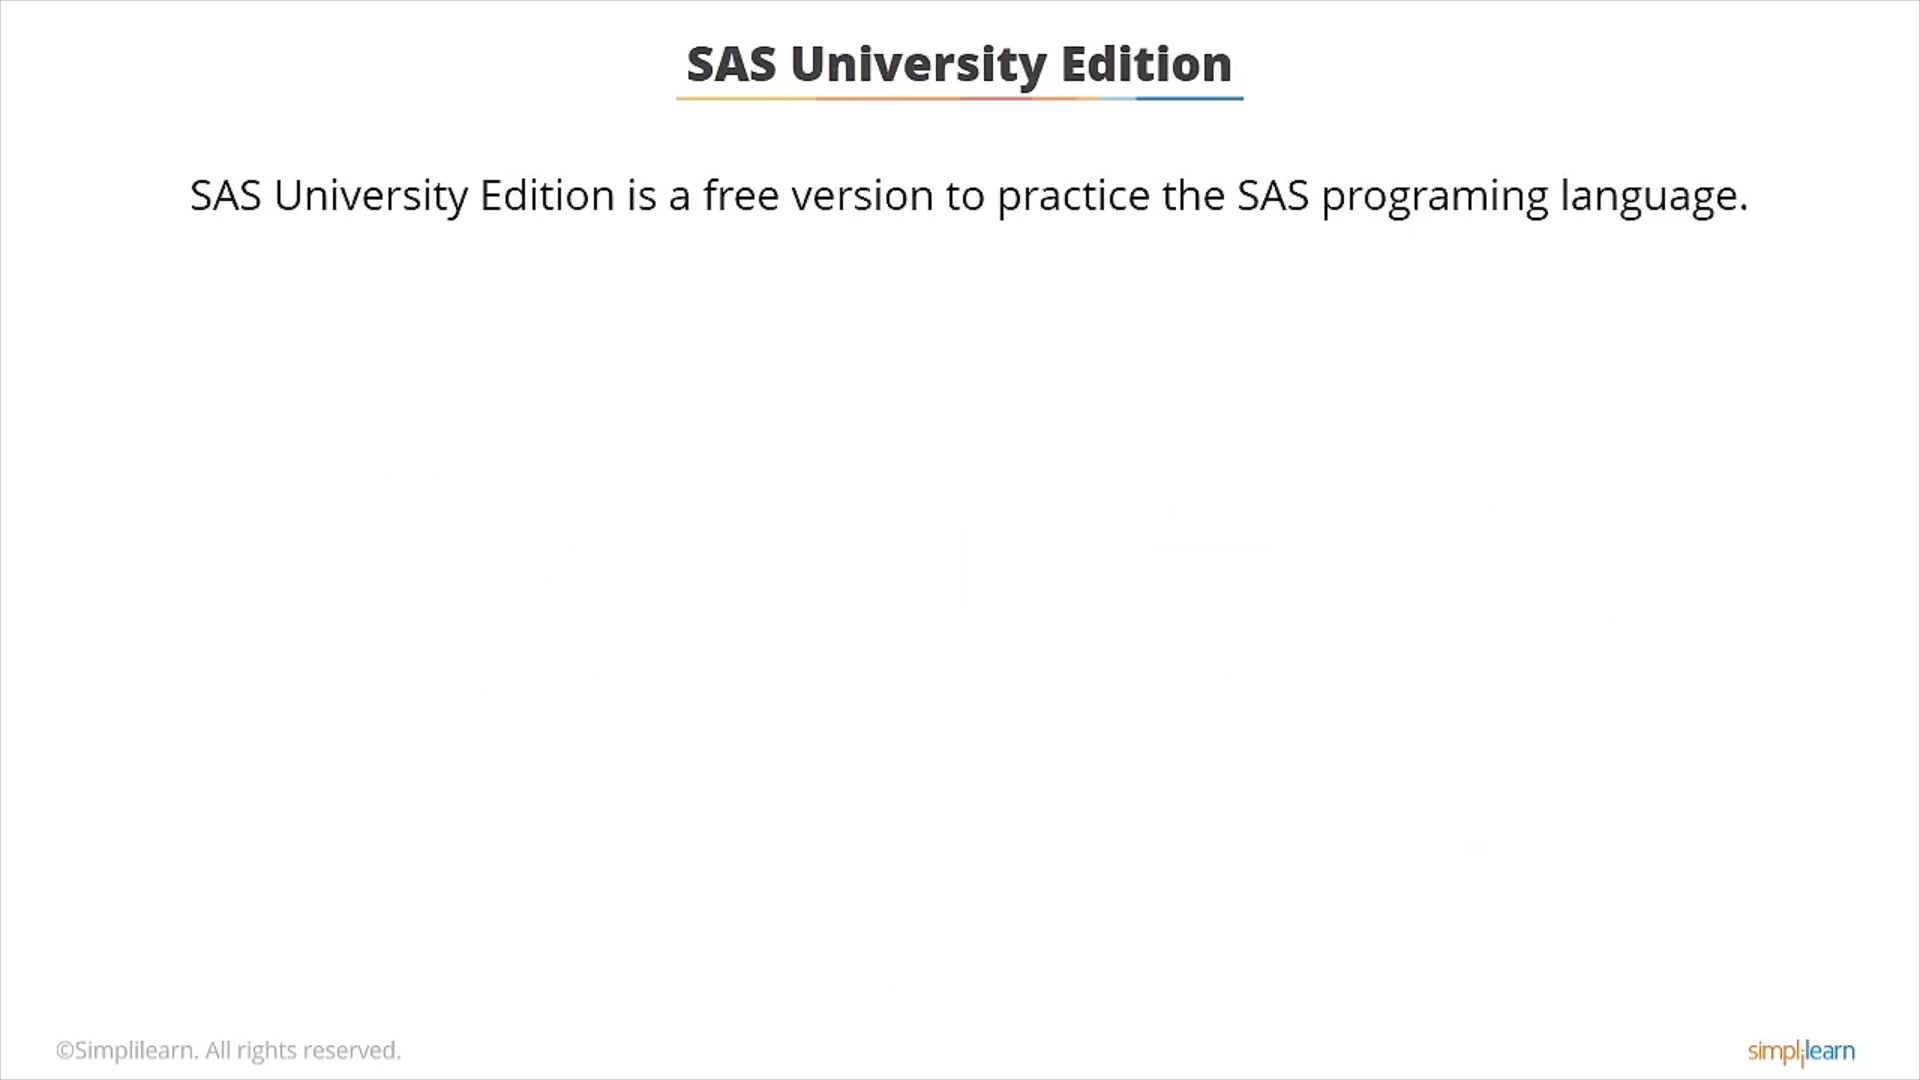 SAS University Edition
SAS University Edition is a free version to practice the SAS programing language.
©Simplilearn. All rights reserved.
simplilearn